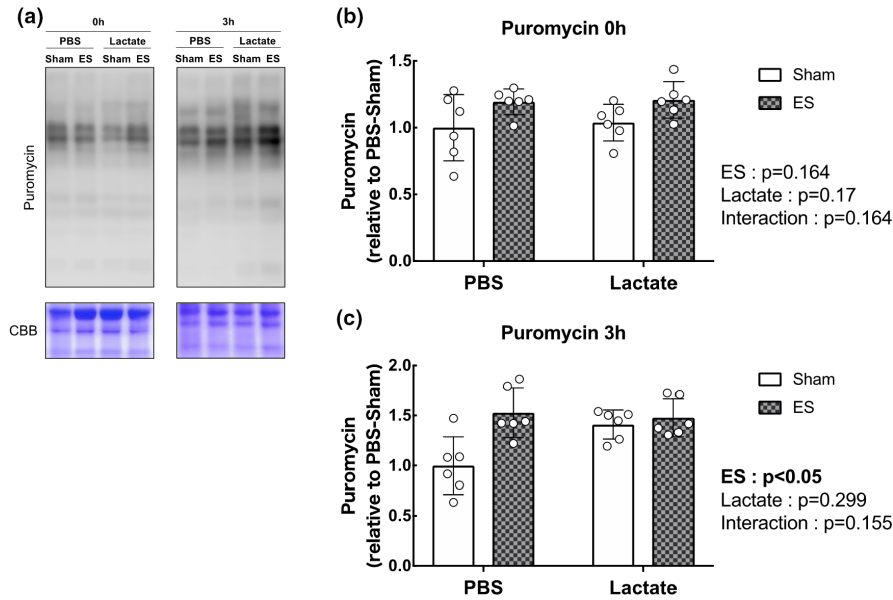 (a)
0h 3h
PBS Lactate PBS Lactate
Sham ES Sham ES Sham ES Sham ES
Puromycin
CBB
(b)
Puromycin 0h
Puromycin
(relative to PBS-Sham)
1.5
1.0
0.5
0.0
PBS Lactate
Sham
ES
ES : p=0.164
Lactate : p=0.17
Interaction : p=0.164
(c)
Puromycin 3h
Puromycin
(relative to PBS-Sham)
2.0
1.5
1.0
0.5
0.0
PBS Lactate
Sham
ES
ES : p<0.05
Lactate : p=0.299
Interaction : p=0.155